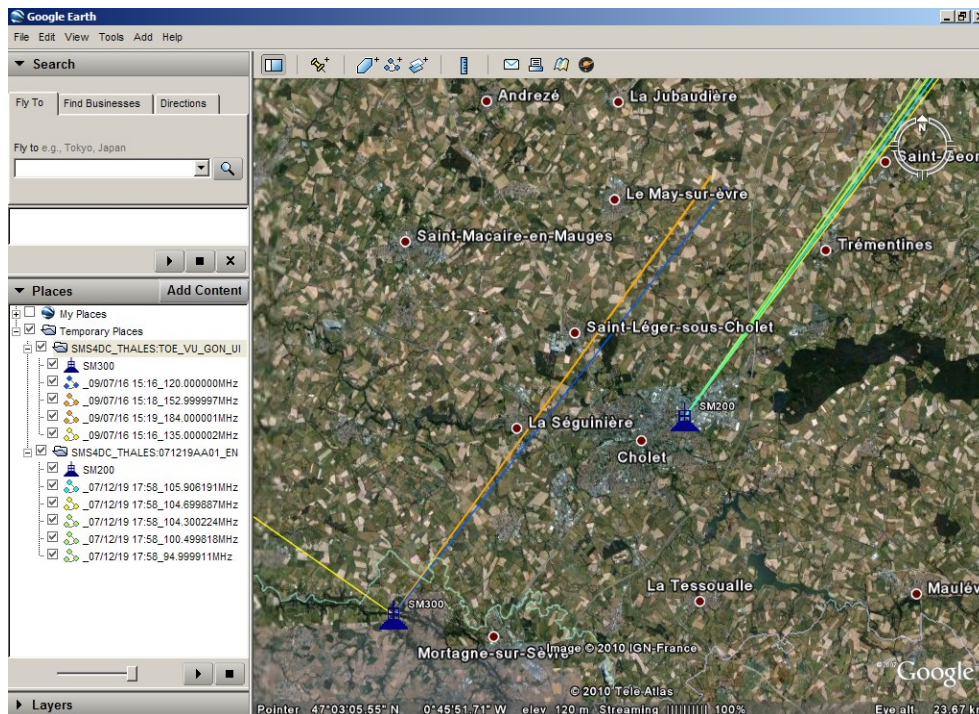 Google Earth
File Edit View Tools Add Help
Search
Fly To Find Businesses Directions
Fly to e.g., Tokyo, Japan
Places Add Content
My Places
Temporary Places
SMS4DC_THALES:TOE_VU_GON_UI
SM300
_09/07/16 15:16_120.000000MHz
_09/07/16 15:18_152.999997MHz
_09/07/16 15:19_184.000001MHz
_09/07/16 15:16_135.000002MHz
SMS4DC_THALES:071219AA01_EN
SM200
_07/12/19 17:58_105.906191MHz
_07/12/19 17:58_104.699887MHz
_07/12/19 17:58_104.300224MHz
_07/12/19 17:58_100.499818MHz
_07/12/19 17:58_94.999911MHz
Layers
Andrezé
La Jubaudière
N
Saint-Geor
Le May-sur-èvre
Saint-Macaire-en-Mauges
Trémentines
Saint-Léger-sous-Cholet
SM200
La Séguinière
Cholet
La Tessoualle
Maulév
SM300
Mortagne-sur-Sèvre
Image © 2010 IGN-France
© 2010 Tele Atlas
Google
Pointer 47°03'05.55" N 0°45'51.71" W elev 120 m Streaming |||||||||| 100% Eye alt 23.67 k